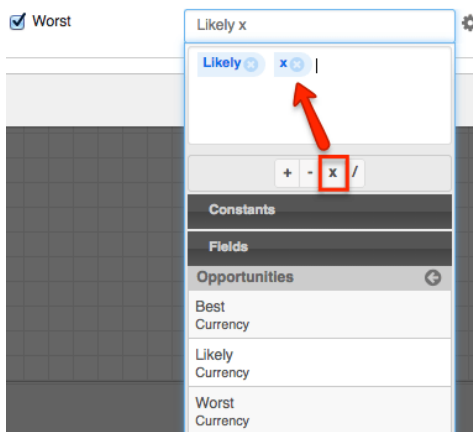 Worst
Likely x
Likely x
+ - x /
Constants
Fields
Opportunities
Best
Currency
Likely
Currency
Worst
Currency